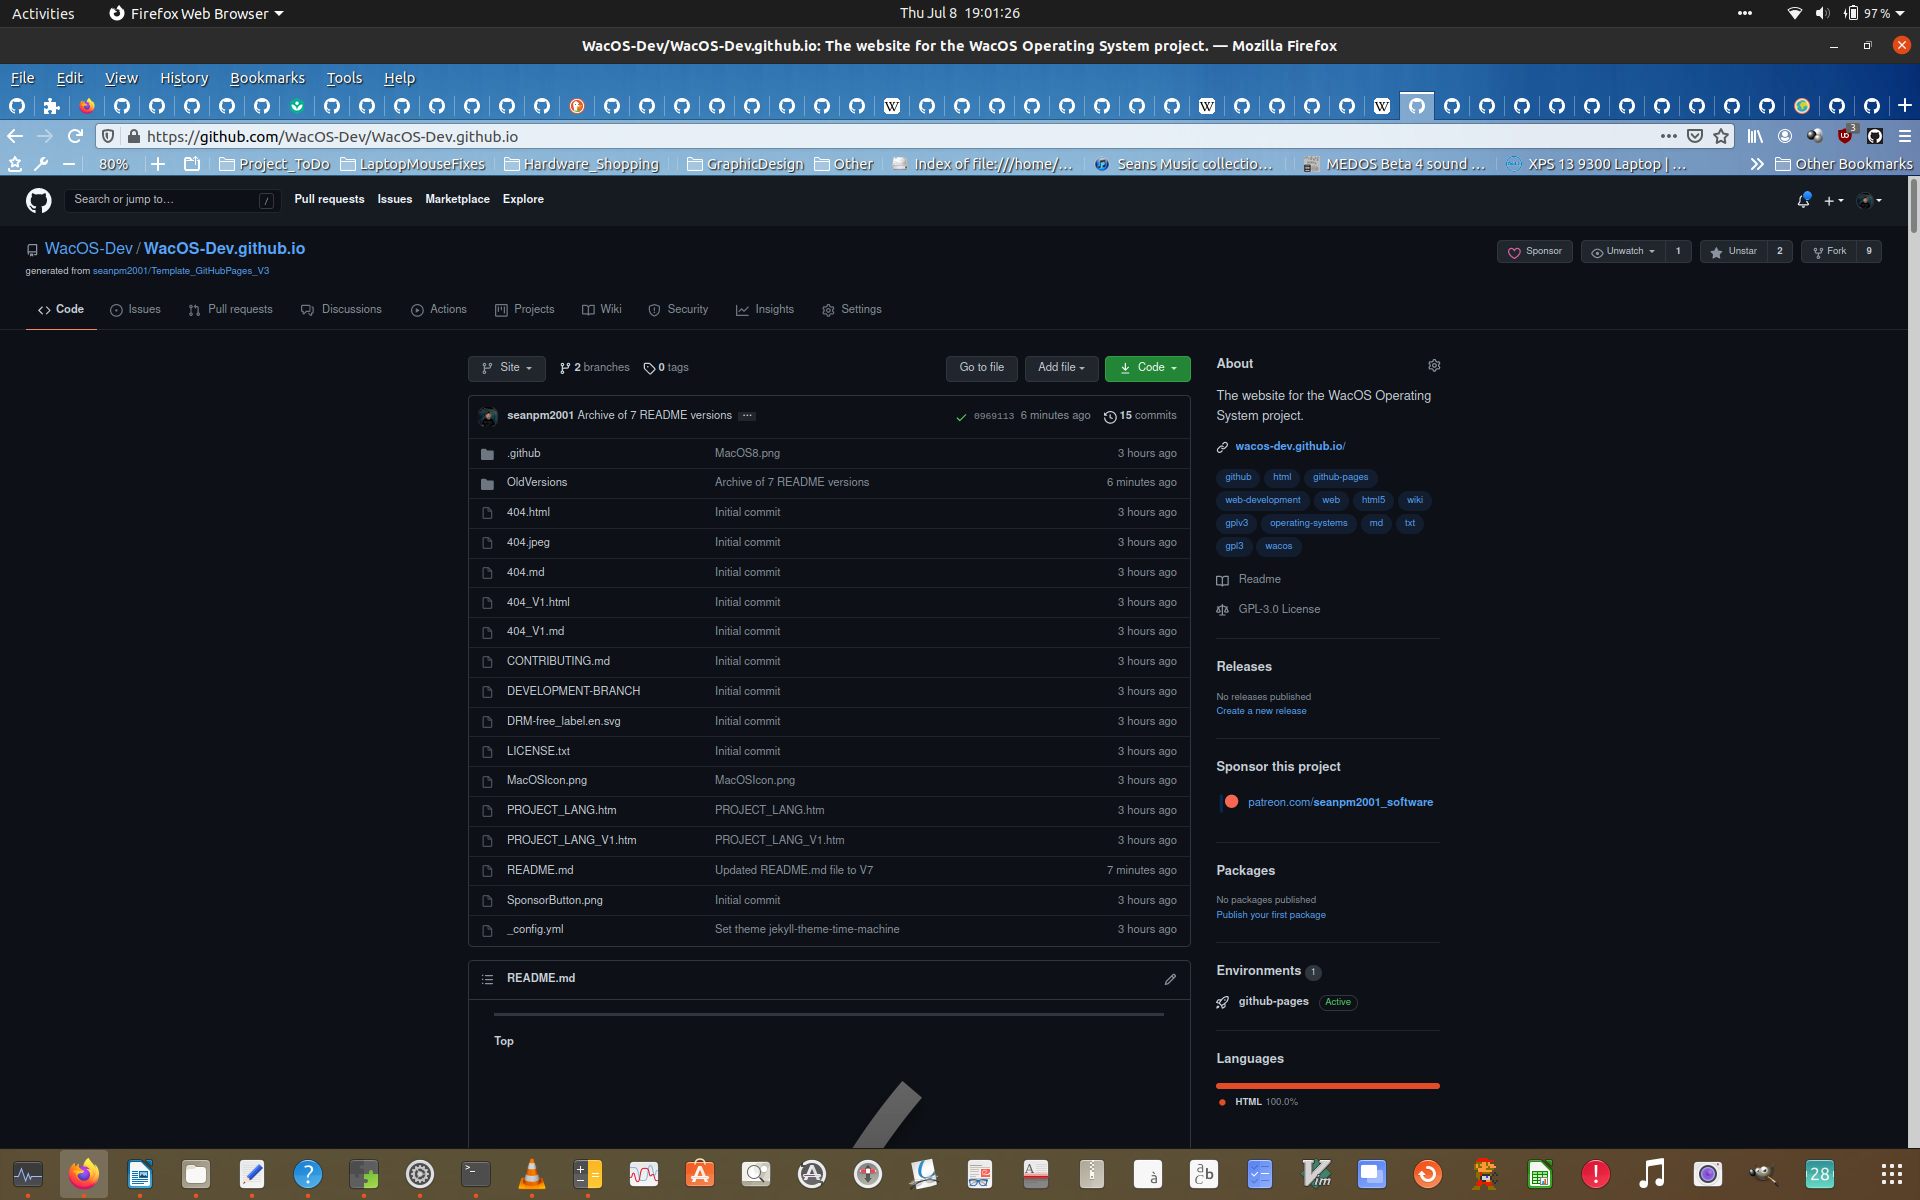 Activities Firefox Web Browser Thu Jul 8 19:01:26 ••• 97 %
WacOS-Dev/WacOS-Dev.github.io: The website for the WacOS Operating System project. — Mozilla Firefox
File Edit View History Bookmarks Tools Help
https://github.com/WacOS-Dev/WacOS-Dev.github.io ••• 3
80% Project_ToDo LaptopMouseFixes Hardware_Shopping GraphicDesign Other Index of file:///home/… Seans Music collectio… MEDOS Beta 4 sound … XPS 13 9300 Laptop | … Other Bookmarks
Search or jump to… / Pull requests Issues Marketplace Explore
WacOS-Dev / WacOS-Dev.github.io Sponsor Unwatch 1 Unstar 2 Fork 9
generated from seanpm2001/Template_GitHubPages_V3
Code Issues Pull requests Discussions Actions Projects Wiki Security Insights Settings
Site 2 branches 0 tags Go to file Add file Code
seanpm2001 Archive of 7 README versions ··· 0969113 6 minutes ago 15 commits
.github MacOS8.png 3 hours ago
OldVersions Archive of 7 README versions 6 minutes ago
404.html Initial commit 3 hours ago
404.jpeg Initial commit 3 hours ago
404.md Initial commit 3 hours ago
404_V1.html Initial commit 3 hours ago
404_V1.md Initial commit 3 hours ago
CONTRIBUTING.md Initial commit 3 hours ago
DEVELOPMENT-BRANCH Initial commit 3 hours ago
DRM-free_label.en.svg Initial commit 3 hours ago
LICENSE.txt Initial commit 3 hours ago
MacOSIcon.png MacOSIcon.png 3 hours ago
PROJECT_LANG.htm PROJECT_LANG.htm 3 hours ago
PROJECT_LANG_V1.htm PROJECT_LANG_V1.htm 3 hours ago
README.md Updated README.md file to V7 7 minutes ago
SponsorButton.png Initial commit 3 hours ago
_config.yml Set theme jekyll-theme-time-machine 3 hours ago
README.md
Top
About
The website for the WacOS Operating
System project.
wacos-dev.github.io/
github html github-pages
web-development web html5 wiki
gplv3 operating-systems md txt
gpl3 wacos
Readme
GPL-3.0 License
Releases
No releases published
Create a new release
Sponsor this project
patreon.com/seanpm2001_software
Packages
No packages published
Publish your first package
Environments 1
github-pages Active
Languages
HTML 100.0%
28